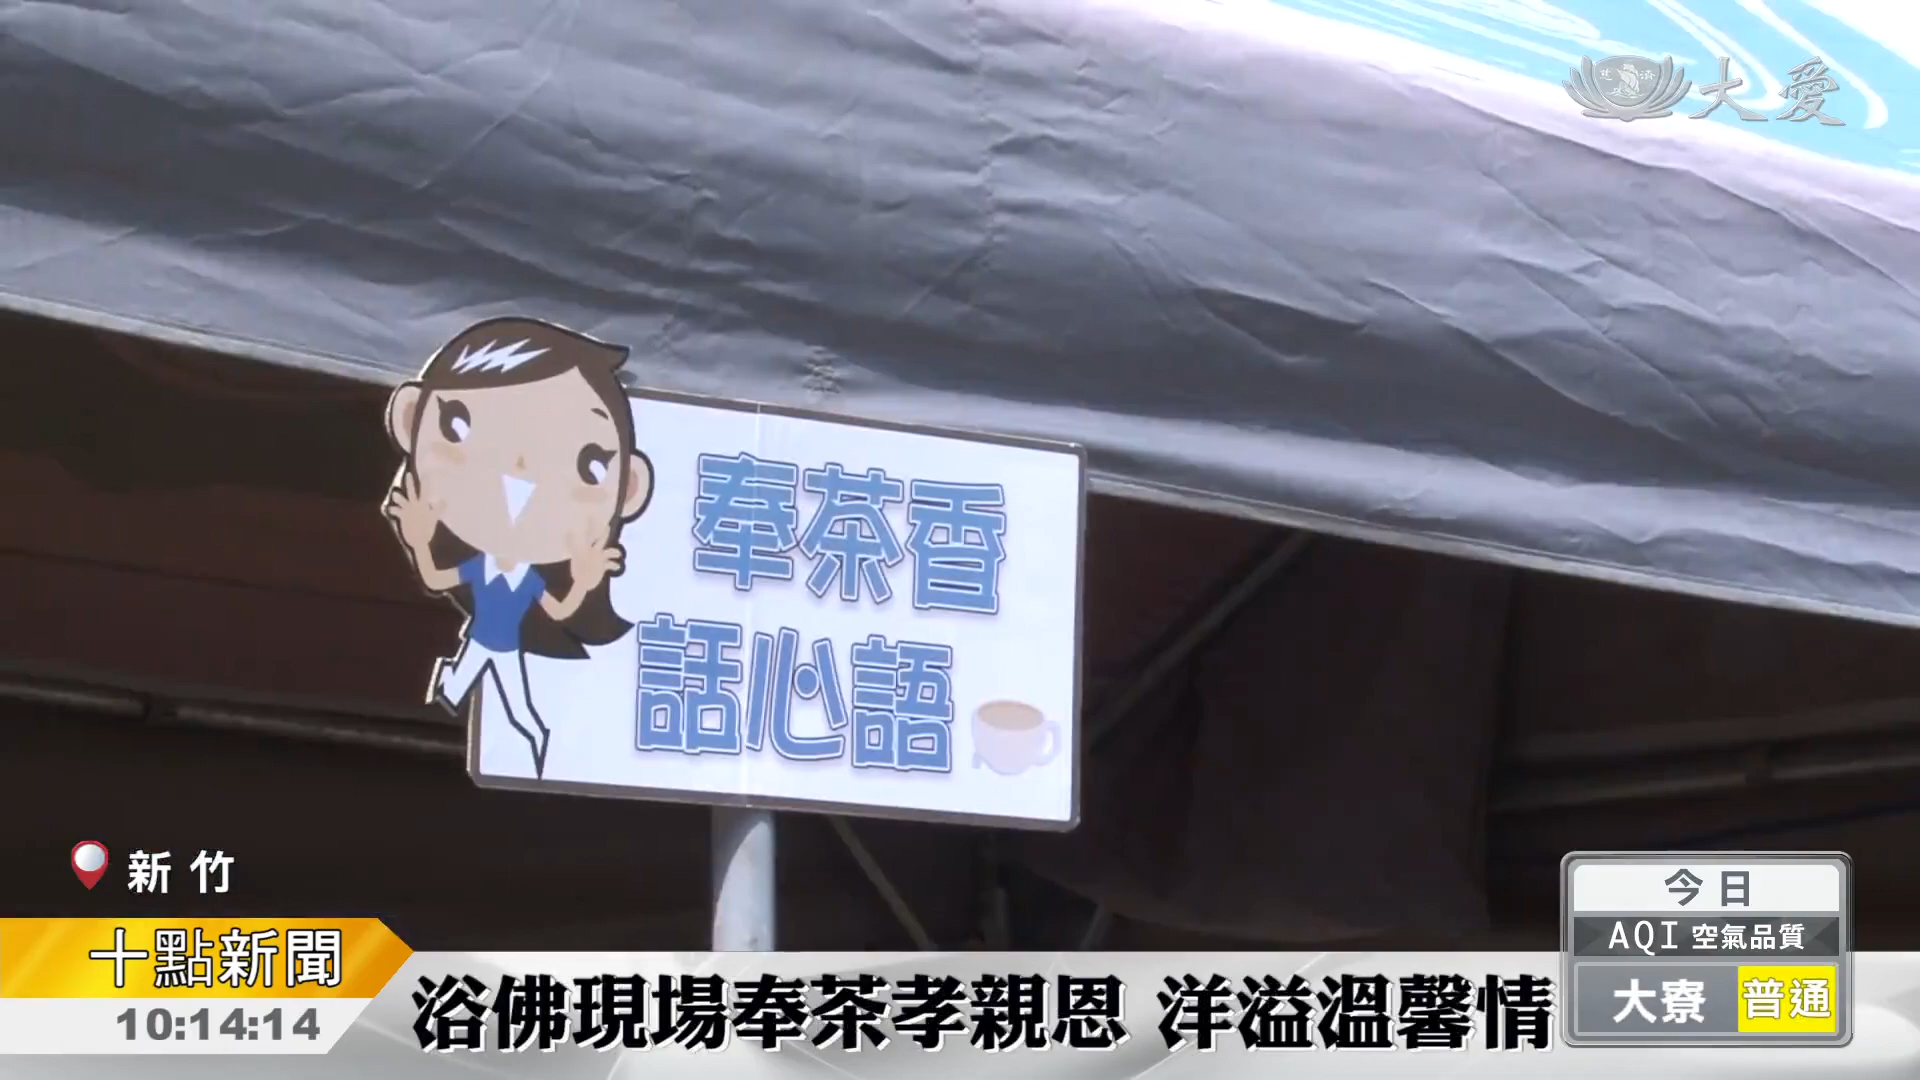 慈濟 大愛
奉茶香
話心語
新竹
今日
AQI 空氣品質
十點新聞
大寮 普通
浴佛現場奉茶孝親恩 洋溢溫馨情
10:14:14